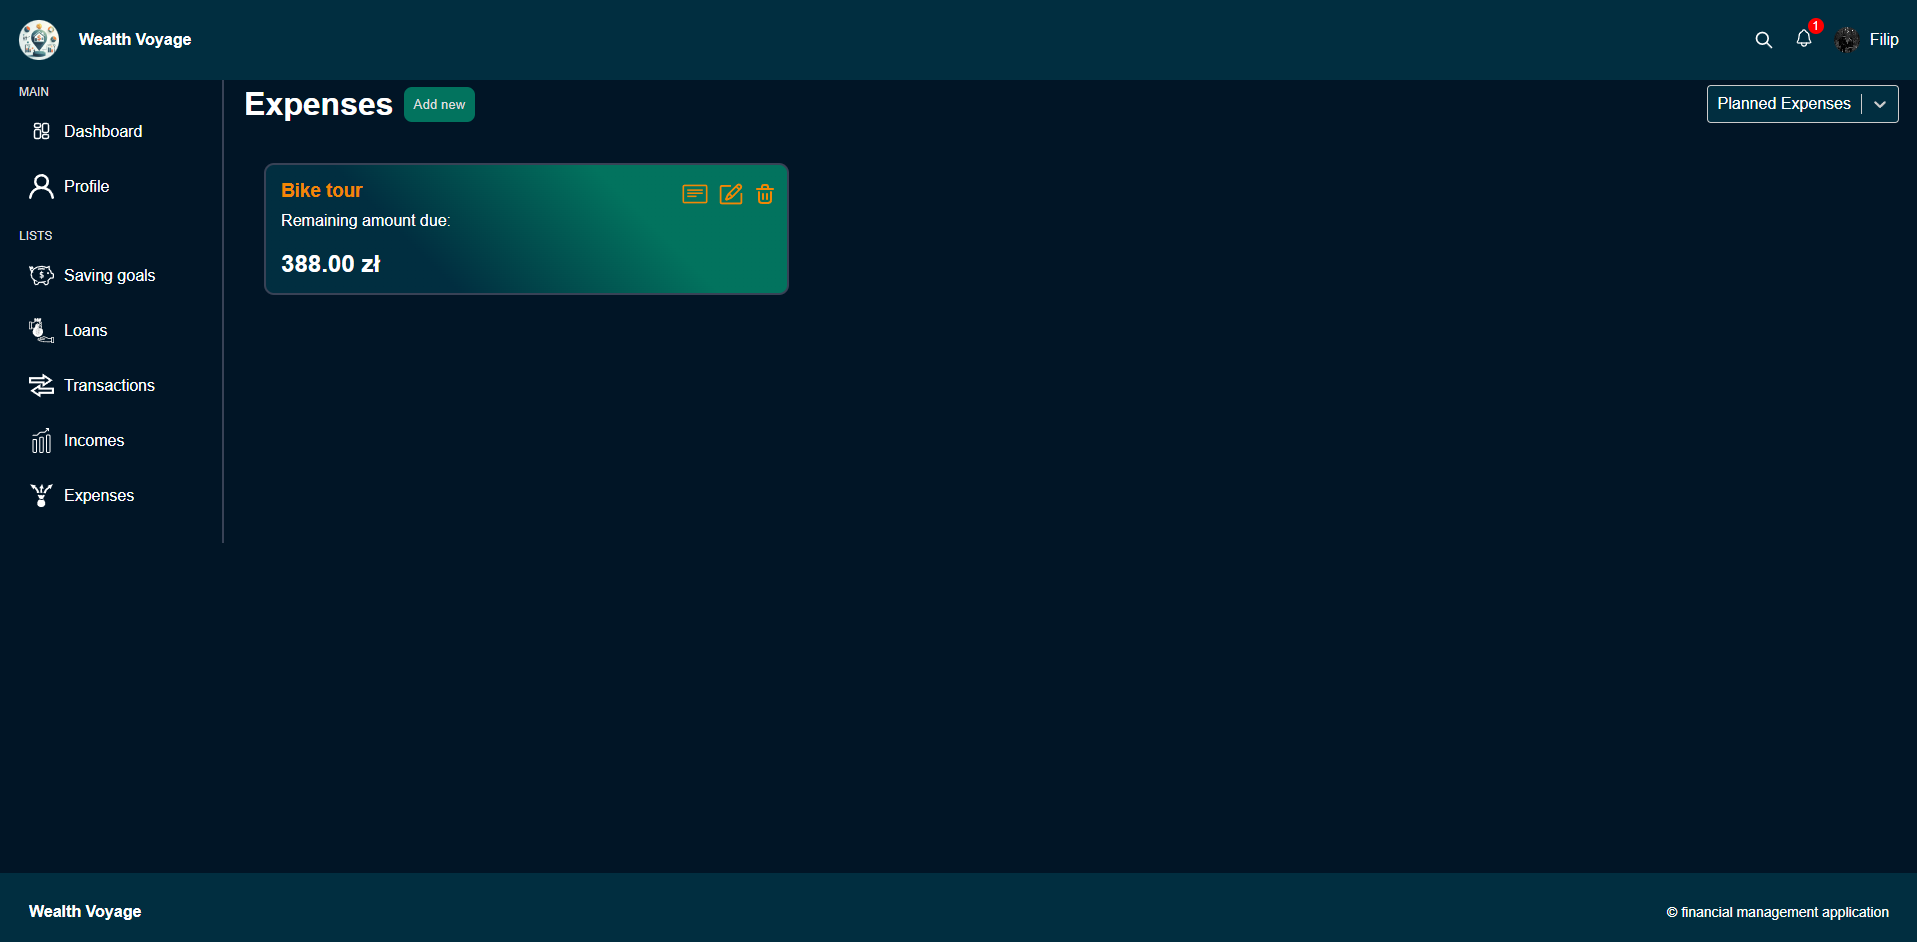 Wealth Voyage
1
Filip
MAIN
Dashboard
Profile
LISTS
Saving goals
Loans
Transactions
Incomes
Expenses
Expenses
Add new
Planned Expenses
Bike tour
Remaining amount due:
388.00 zł
Wealth Voyage
© financial management application